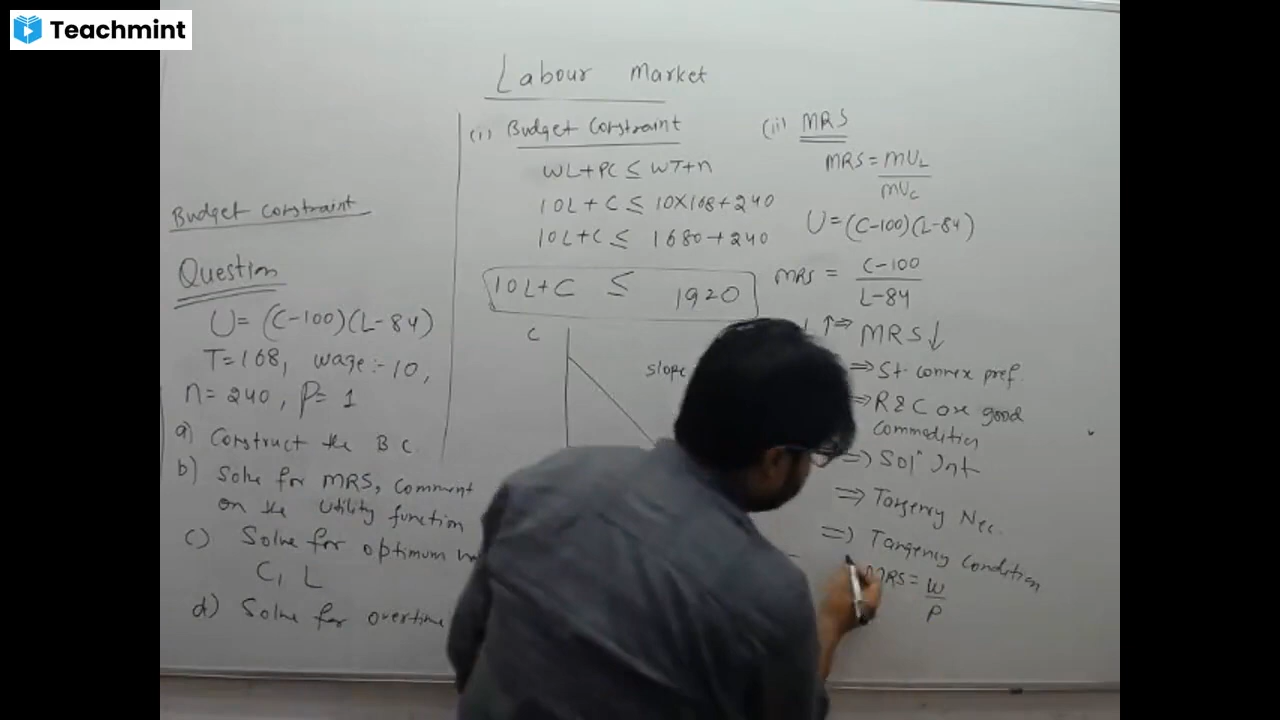 Teachmint
Labour Market
Budget Constraint
Question
U = (C-100)(L-84)
T=168, wage:- 10,
n = 240, P = 1
a) Construct the B C.
b) Solve for MRS, comment
on the utility function
c) Solve for optimum
C, L
d) Solve for overtime
(i) Budget Constraint
WL+PC ≤ WT+n
10L + C ≤ 10X168+240
10L+C ≤ 1680+240
10L+C ≤ 1920
C
slope
(ii) MRS
MRS = MUL
MUC
U = (C-100)(L-84)
MRS = C-100
L-84
↑ ⇒ MRS ↓
⇒ St. convex pref.
⇒ R & C are good
Commodities
⇒ Sol^n Int
⇒ Tangency Nec.
⇒ Tangency Condition
MRS = w
P